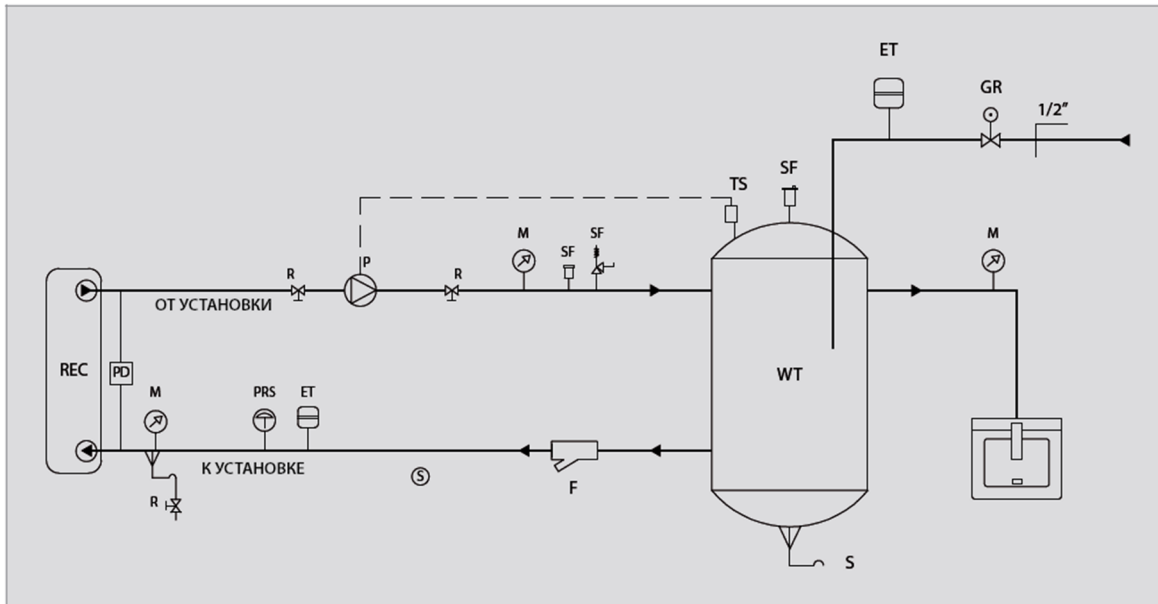 ET
GR
1/2”
TS
SF
M
SF
SF
M
R
P
R
ОТ УСТАНОВКИ
REC
PD
WT
M
PRS
ET
К УСТАНОВКЕ
S
F
R
S